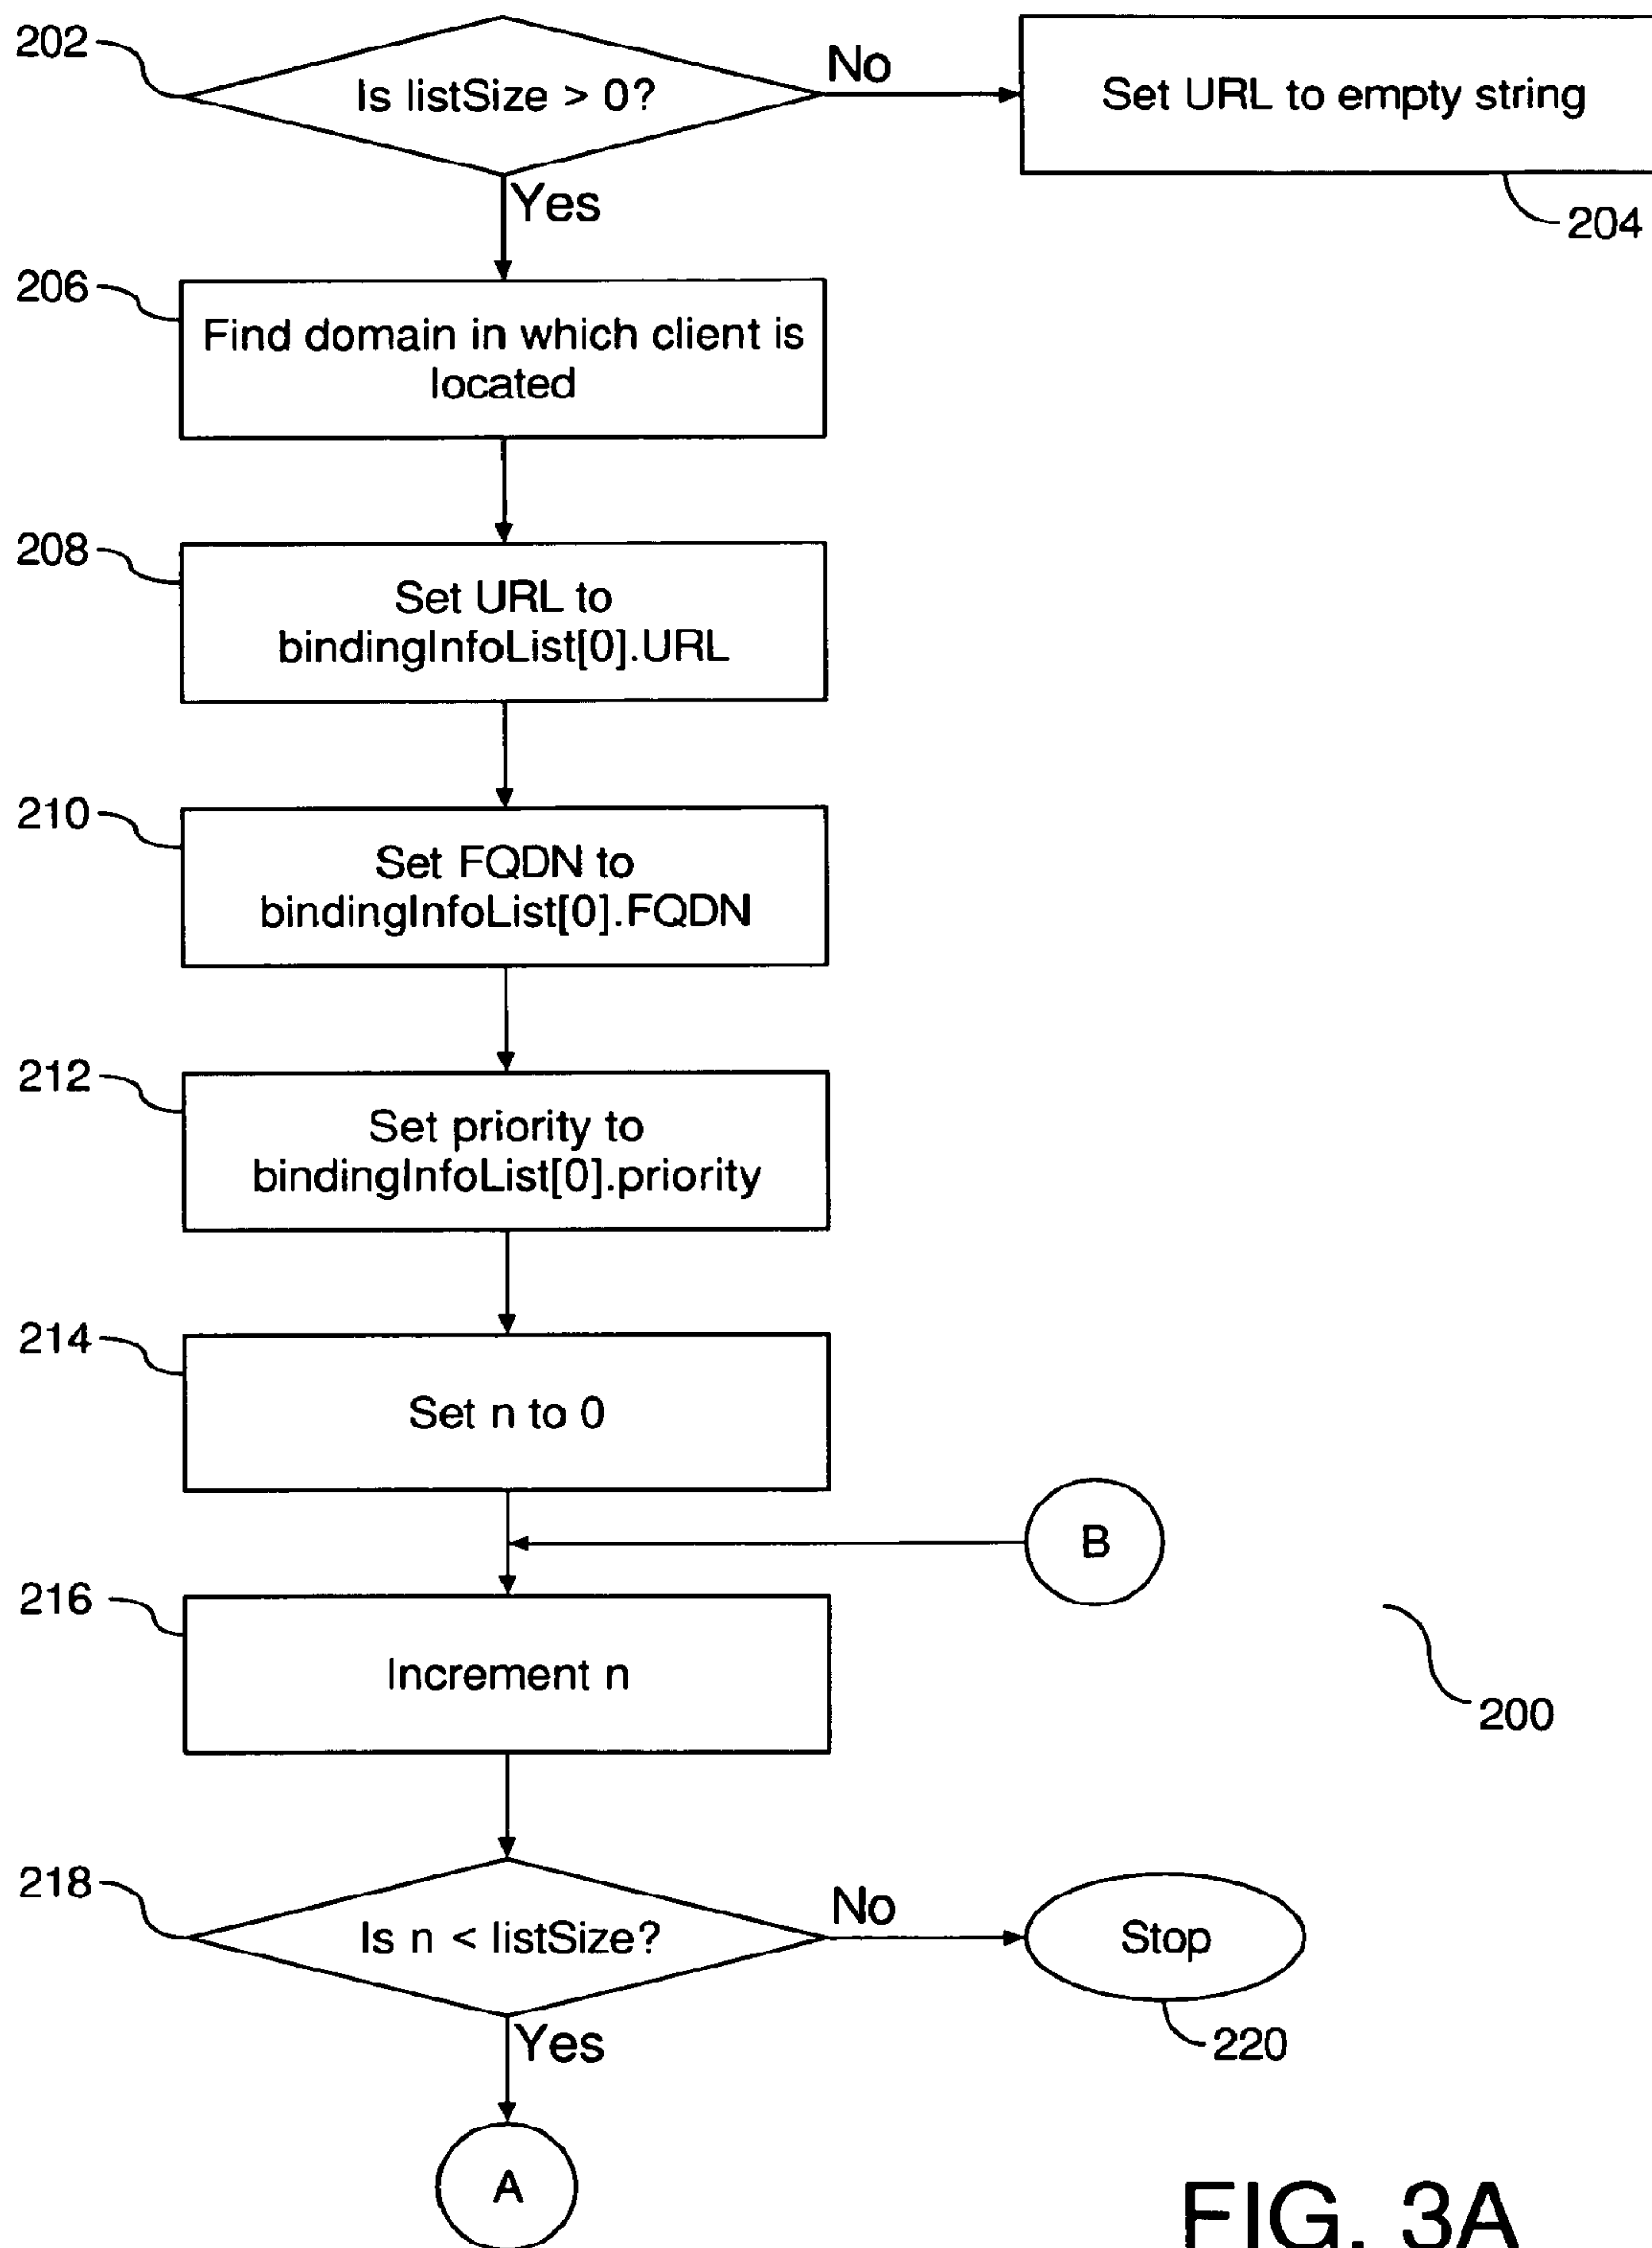 202
Is listSize > 0?
No
Set URL to empty string
204
Yes
206
Find domain in which client is
located
208
Set URL to
bindingInfoList[0].URL
210
Set FQDN to
bindingInfoList[0].FQDN
212
Set priority to
bindingInfoList[0].priority
214
Set n to 0
B
216
Increment n
200
218
Is n < listSize?
No
Stop
220
Yes
A
FIG. 3A